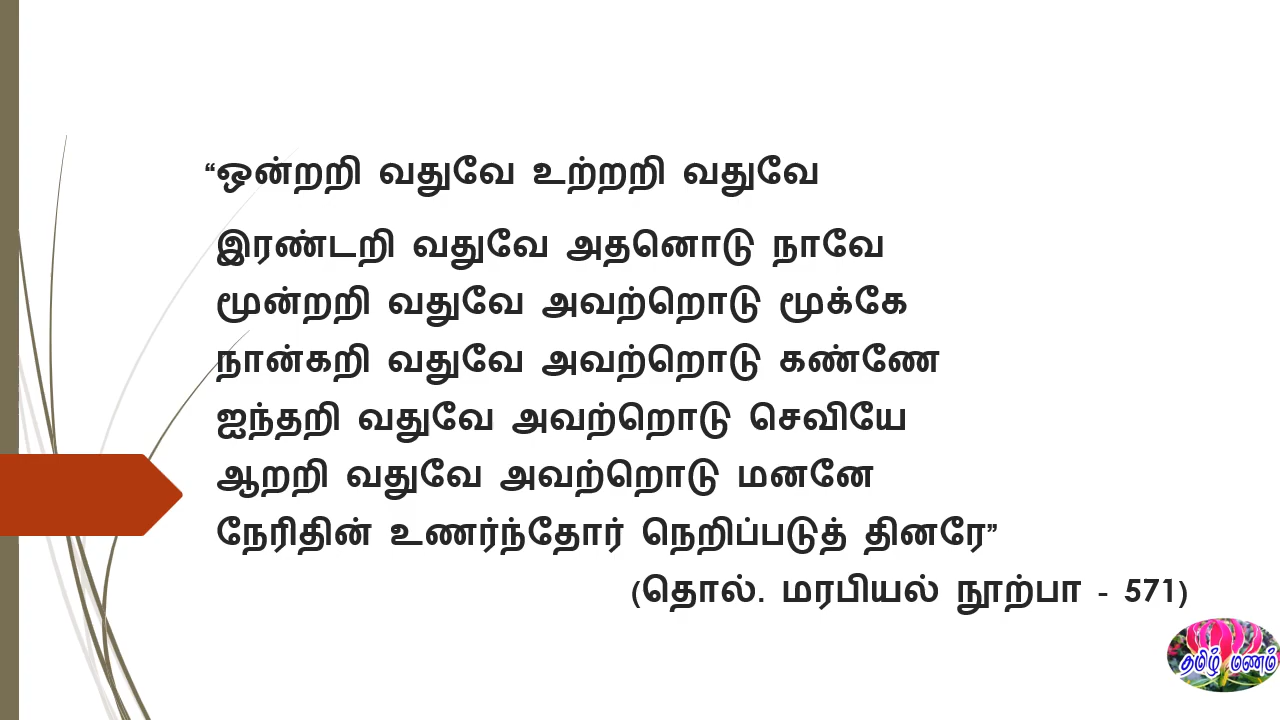 “ஒன்றறி வதுவே உற்றறி வதுவே
இரண்டறி வதுவே அதனொடு நாவே
மூன்றறி வதுவே அவற்றொடு மூக்கே
நான்கறி வதுவே அவற்றொடு கண்ணே
ஐந்தறி வதுவே அவற்றொடு செவியே
ஆறறி வதுவே அவற்றொடு மனனே
நேரிதின் உணர்ந்தோர் நெறிப்படுத் தினரே”
(தொல். மரபியல் நூற்பா - 571)
தமிழ் மணம்